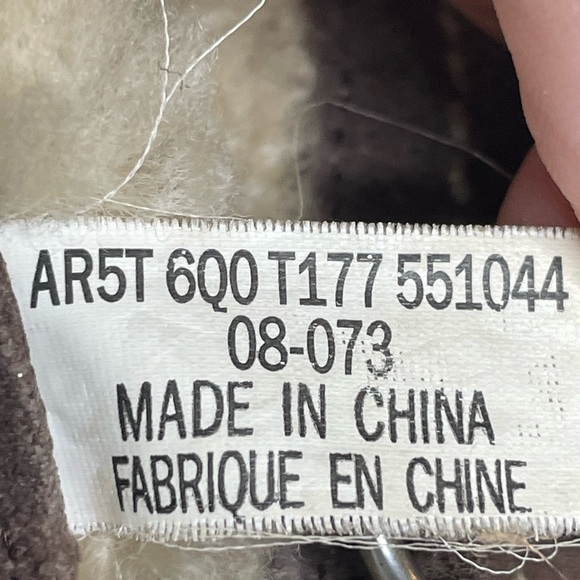 AR5T 6Q0 T177 551044
08-073
MADE IN CHINA
FABRIQUE EN CHINE